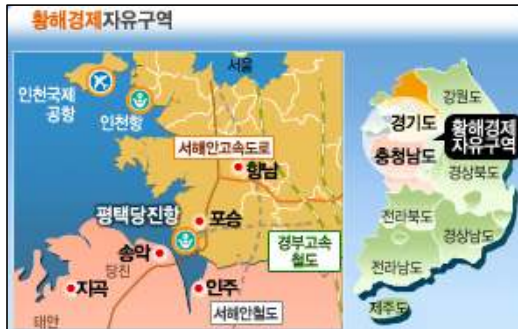 황해경제자유구역
서울
인천국제
공항
인천항
서해안고속도로
향남
평택당진항
포승
송악
당진
경부고속
철도
지곡
인주
태안
서해안철도
강원도
경기도
황해경제
자유구역
충청남도
경상북도
전라북도
경상남도
전라남도
제주도